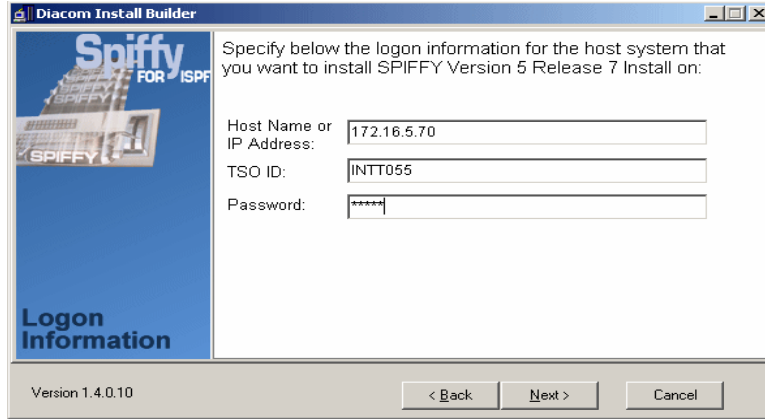 Diacom Install Builder
Spiffy
FOR ISPF
SPIFFY
SPIFFY
SPIFFY
SPIFFY
Specify below the logon information for the host system that
you want to install SPIFFY Version 5 Release 7 Install on:
Host Name or
IP Address:
172.16.5.70
TSO ID:
INTT055
Password:
*****
Logon
Information
Version 1.4.0.10
< Back
Next >
Cancel